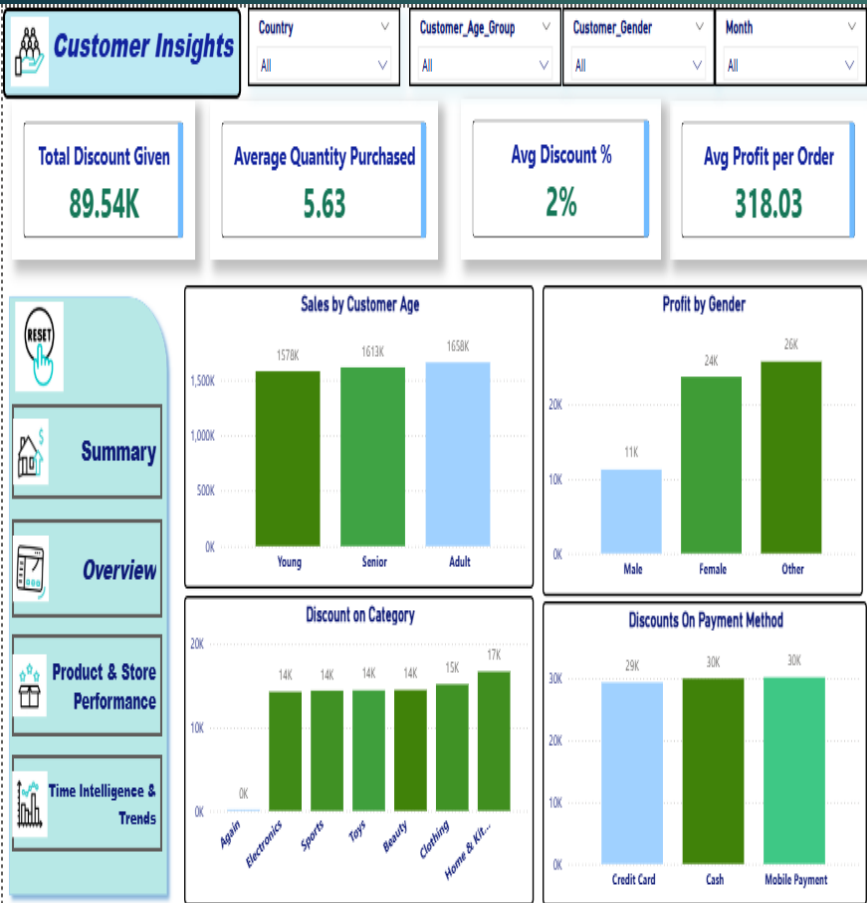 Customer Insights
Country
All
Customer_Age_Group
All
Customer_Gender
All
Month
All
Total Discount Given
89.54K
Average Quantity Purchased
5.63
Avg Discount %
2%
Avg Profit per Order
318.03
RESET
Summary
Overview
Product & Store
Performance
Time Intelligence &
Trends
Sales by Customer Age
1578K
1613K
1658K
1,500K
1,000K
500K
0K
Young
Senior
Adult
Profit by Gender
26K
24K
11K
20K
10K
0K
Male
Female
Other
Discount on Category
20K
10K
0K
0K
14K
14K
14K
14K
15K
17K
Again
Electronics
Sports
Toys
Beauty
Clothing
Home & Kit...
Discounts On Payment Method
29K
30K
30K
30K
20K
10K
0K
Credit Card
Cash
Mobile Payment